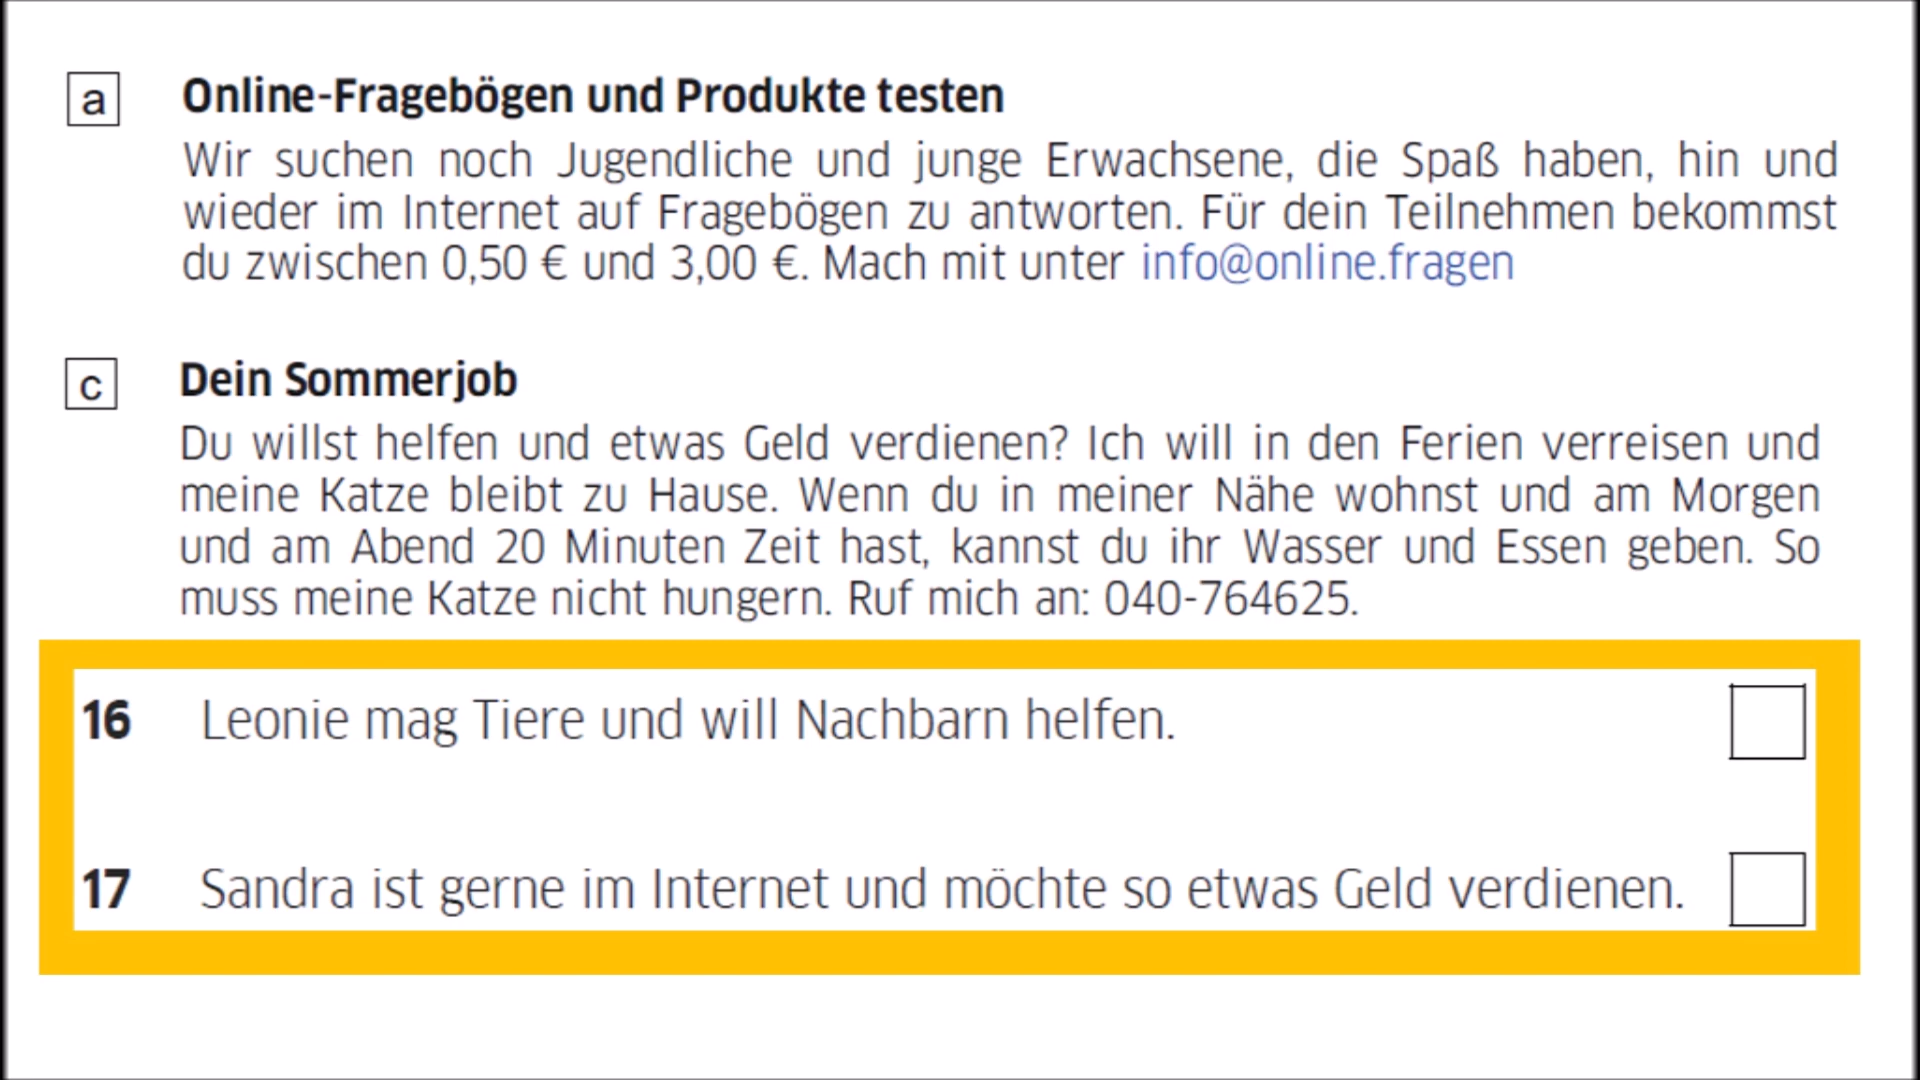 a Online-Fragebögen und Produkte testen
Wir suchen noch Jugendliche und junge Erwachsene, die Spaß haben, hin und
wieder im Internet auf Fragebögen zu antworten. Für dein Teilnehmen bekommst
du zwischen 0,50 € und 3,00 €. Mach mit unter info@online.fragen
c Dein Sommerjob
Du willst helfen und etwas Geld verdienen? Ich will in den Ferien verreisen und
meine Katze bleibt zu Hause. Wenn du in meiner Nähe wohnst und am Morgen
und am Abend 20 Minuten Zeit hast, kannst du ihr Wasser und Essen geben. So
muss meine Katze nicht hungern. Ruf mich an: 040-764625.
16 Leonie mag Tiere und will Nachbarn helfen.
17 Sandra ist gerne im Internet und möchte so etwas Geld verdienen.